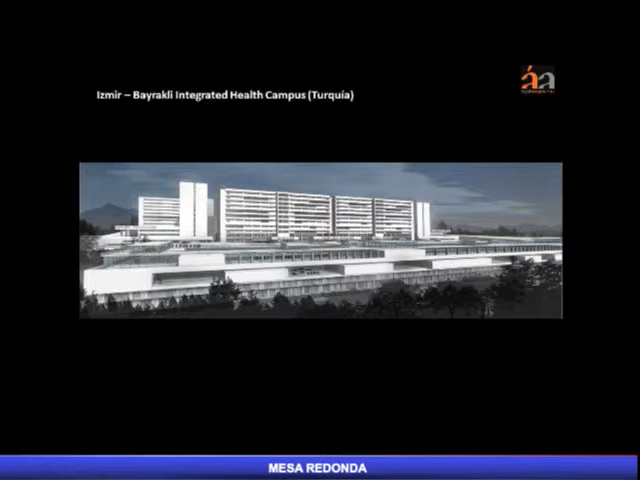 Izmir – Bayrakli Integrated Health Campus (Turquía)
áa
MESA REDONDA